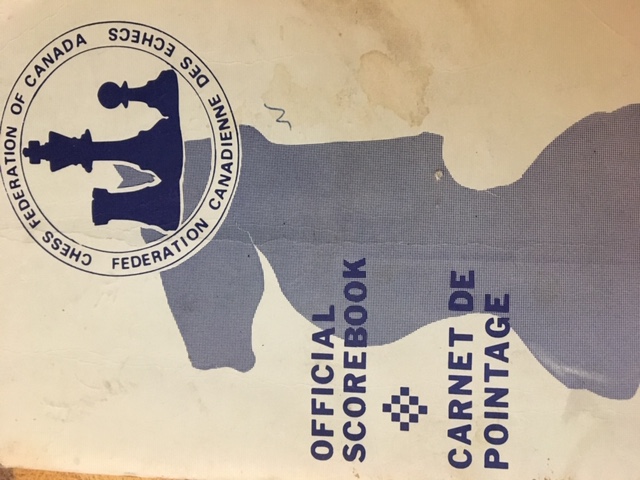 CHESS FEDERATION OF CANADA
FEDERATION CANADIENNE DES ECHECS
OFFICIAL
SCOREBOOK
CARNET DE
POINTAGE